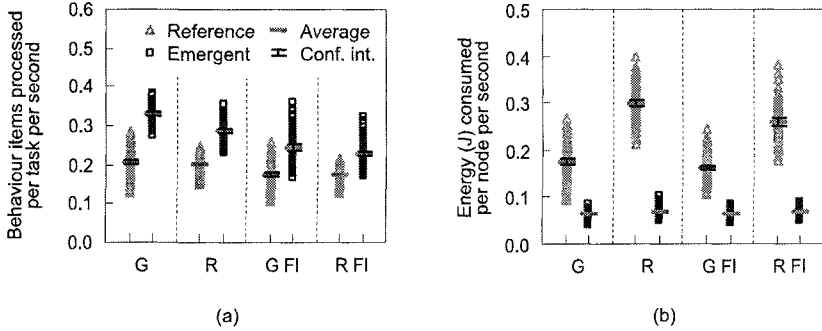 0.6
0.5
0.4
0.3
0.2
0.1
0.0
Behaviour items processed
per task per second
Reference
Average
Emergent
Conf. int.
G
R
G FI
R FI
(a)
0.5
0.4
0.3
0.2
0.1
0.0
Energy (J) consumed
per node per second
G
R
G FI
R FI
(b)